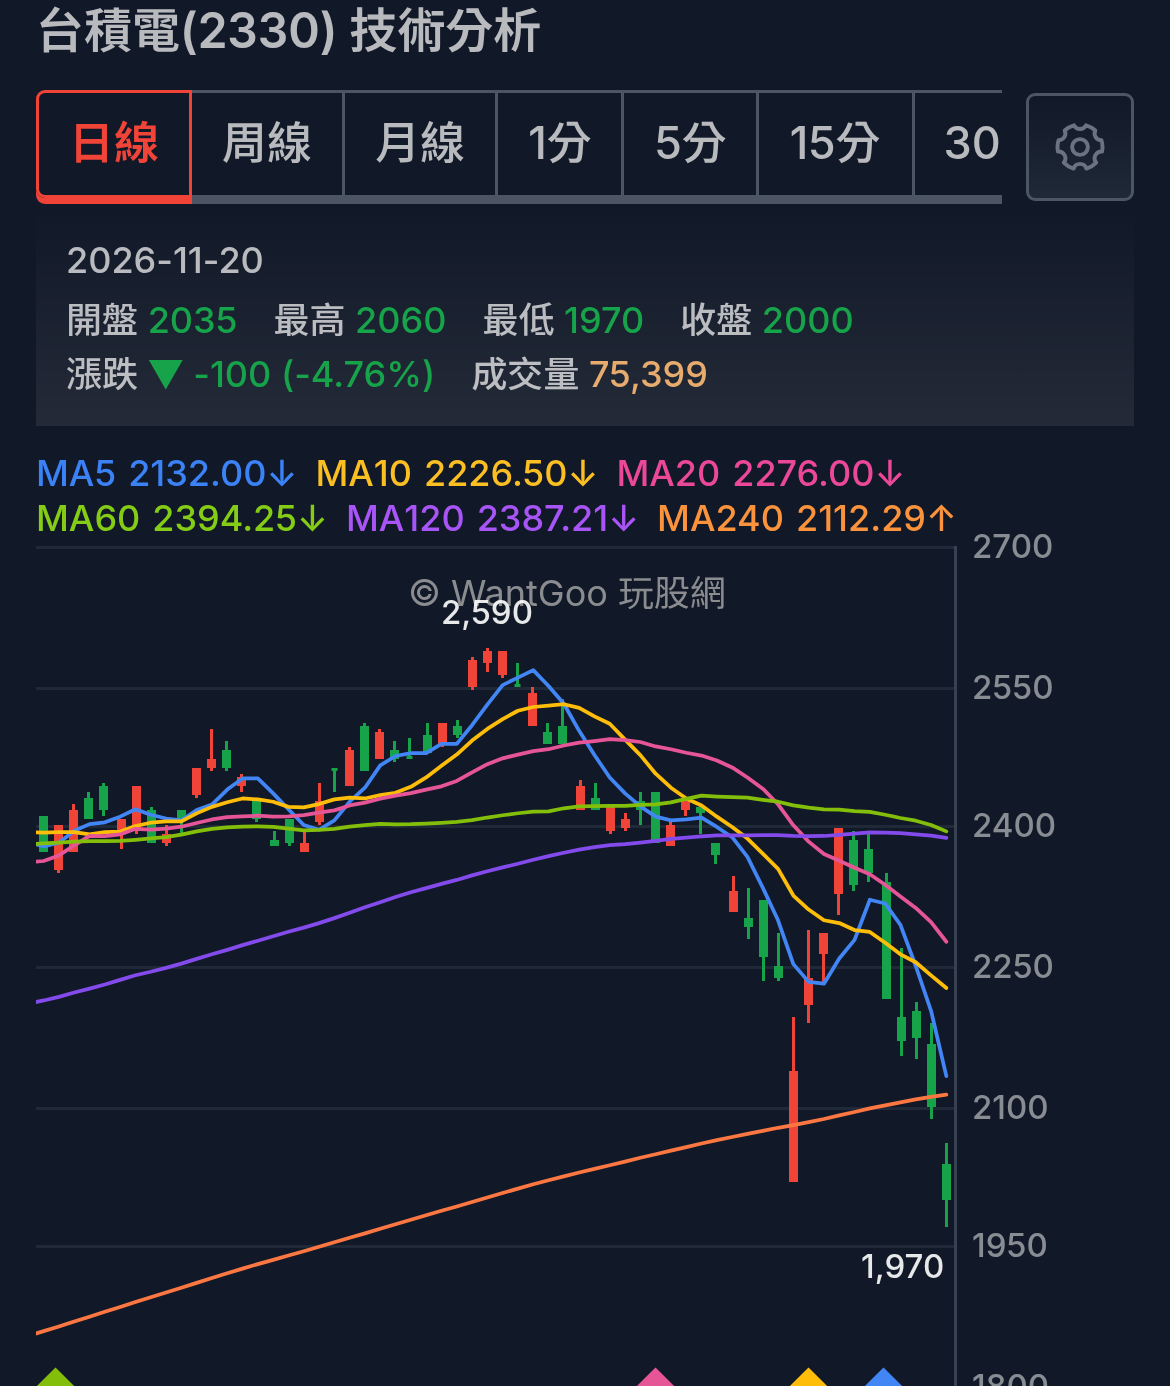 台積電(2330) 技術分析
日線 周線 月線 1分 5分 15分 30
2026-11-20
開盤 2035 最高 2060 最低 1970 收盤 2000
漲跌 ▼ -100 (-4.76%) 成交量 75,399
MA5 2132.00↓ MA10 2226.50↓ MA20 2276.00↓
MA60 2394.25↓ MA120 2387.21↓ MA240 2112.29↑
2700
© WantGoo 玩股網
2,590
2550
2400
2250
2100
1950
1,970
1800